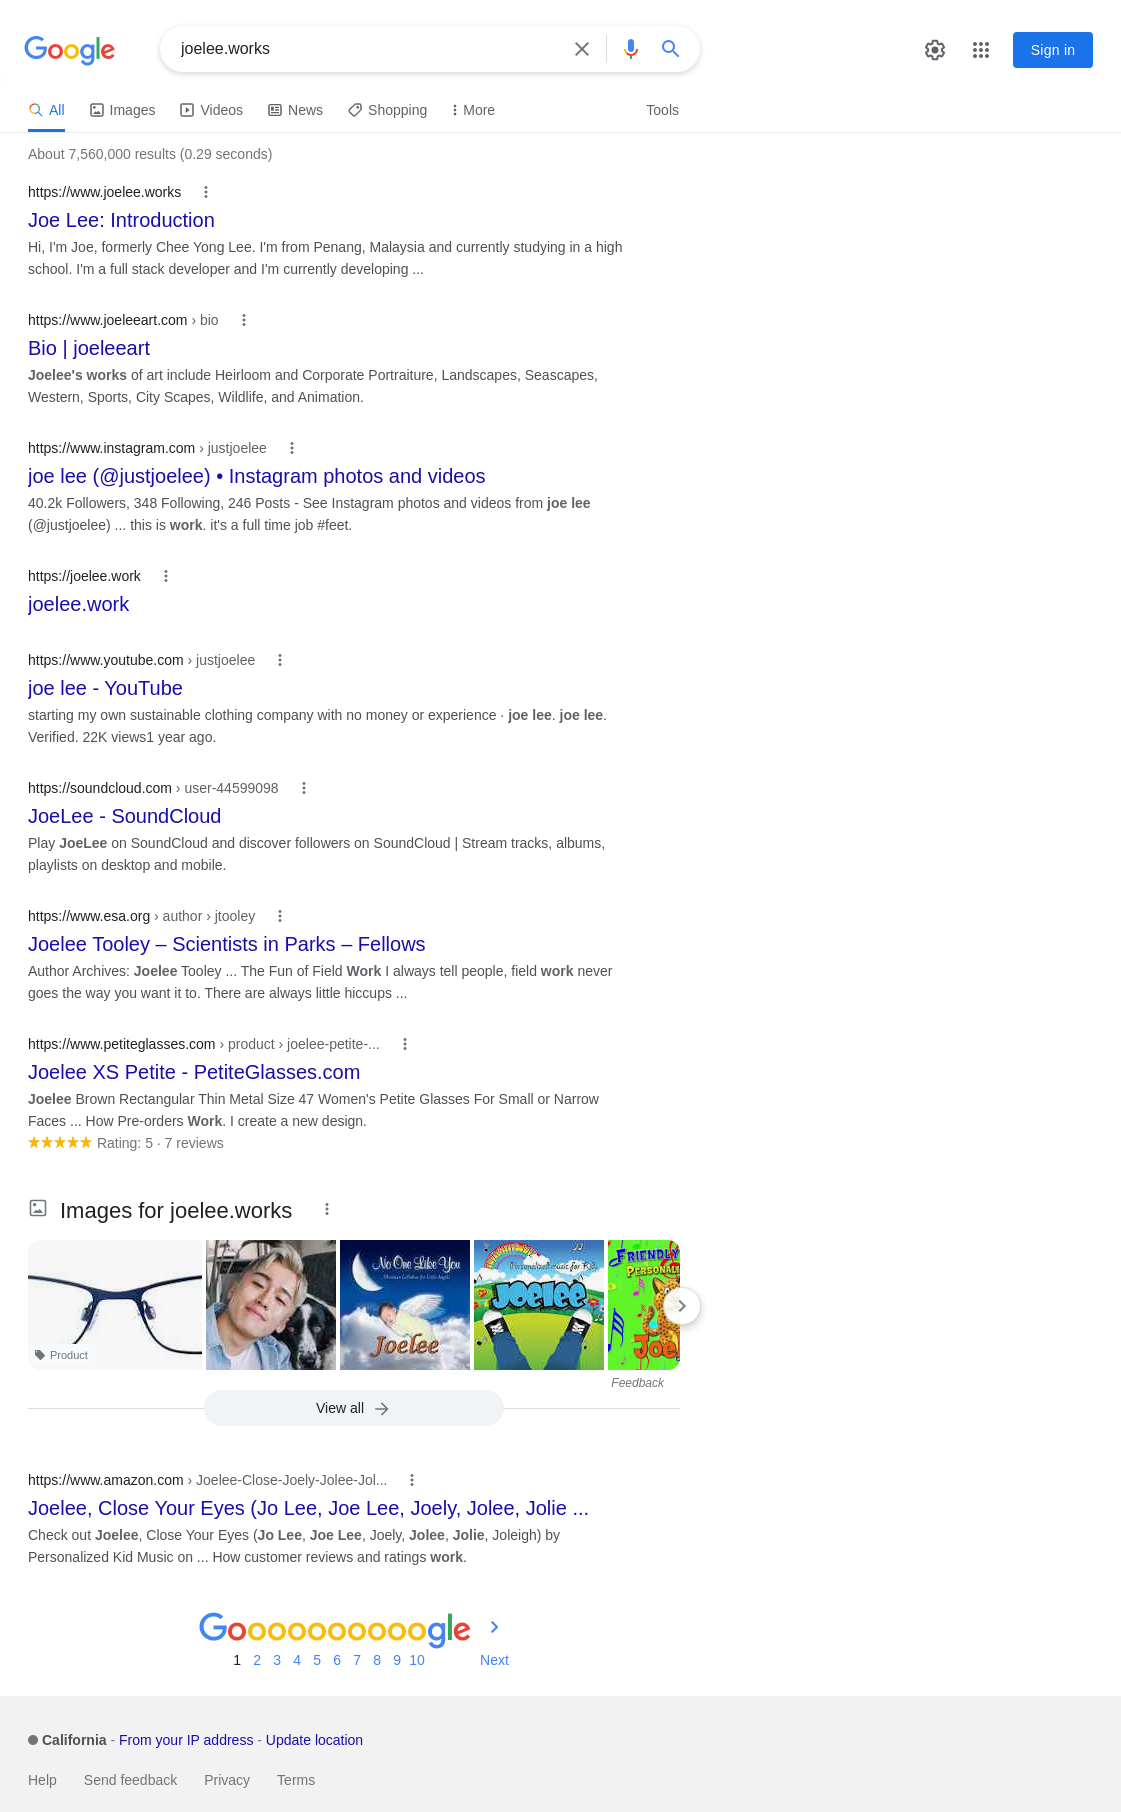 Google
joelee.works
Sign in
All
Images
Videos
News
Shopping
More
Tools
About 7,560,000 results (0.29 seconds)
https://www.joelee.works
Joe Lee: Introduction
Hi, I'm Joe, formerly Chee Yong Lee. I'm from Penang, Malaysia and currently studying in a high
school. I'm a full stack developer and I'm currently developing ...
https://www.joeleeart.com › bio
Bio | joeleeart
Joelee's works of art include Heirloom and Corporate Portraiture, Landscapes, Seascapes,
Western, Sports, City Scapes, Wildlife, and Animation.
https://www.instagram.com › justjoelee
joe lee (@justjoelee) • Instagram photos and videos
40.2k Followers, 348 Following, 246 Posts - See Instagram photos and videos from joe lee
(@justjoelee) ... this is work. it's a full time job #feet.
https://joelee.work
joelee.work
https://www.youtube.com › justjoelee
joe lee - YouTube
starting my own sustainable clothing company with no money or experience · joe lee. joe lee.
Verified. 22K views1 year ago.
https://soundcloud.com › user-44599098
JoeLee - SoundCloud
Play JoeLee on SoundCloud and discover followers on SoundCloud | Stream tracks, albums,
playlists on desktop and mobile.
https://www.esa.org › author › jtooley
Joelee Tooley – Scientists in Parks – Fellows
Author Archives: Joelee Tooley ... The Fun of Field Work I always tell people, field work never
goes the way you want it to. There are always little hiccups ...
https://www.petiteglasses.com › product › joelee-petite-...
Joelee XS Petite - PetiteGlasses.com
Joelee Brown Rectangular Thin Metal Size 47 Women's Petite Glasses For Small or Narrow
Faces ... How Pre-orders Work. I create a new design.
Rating: 5 · 7 reviews
Images for joelee.works
Product
No One Like You
Christian Lullabies for Little Angels
Joelee
Personalized music for Kids
Joelee
FRIENDLY
PERSONALI
Joel
Feedback
View all
https://www.amazon.com › Joelee-Close-Joely-Jolee-Jol...
Joelee, Close Your Eyes (Jo Lee, Joe Lee, Joely, Jolee, Jolie ...
Check out Joelee, Close Your Eyes (Jo Lee, Joe Lee, Joely, Jolee, Jolie, Joleigh) by
Personalized Kid Music on ... How customer reviews and ratings work.
Goooooooooogle
1 2 3 4 5 6 7 8 9 10 Next
California - From your IP address - Update location
Help
Send feedback
Privacy
Terms